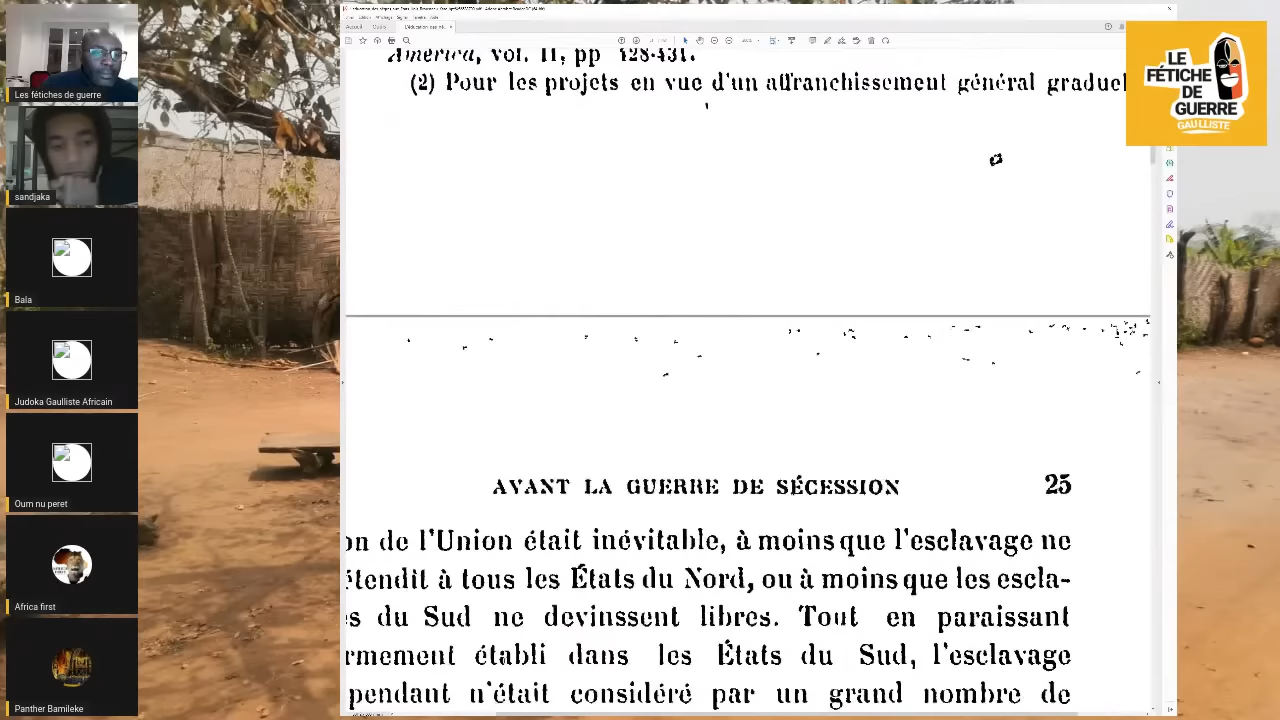 Les fétiches de guerre
sandjaka
Bala
Judoka Gaulliste Africain
Oum nu peret
Africa first
Panther Bamileke
Accueil Outils
America, vol. II, pp 428-431.
(2) Pour les projets en vue d'un affranchissement général graduel
LE
FÉTICHE
DE
GUERRE
GAULLISTE
AVANT LA GUERRE DE SÉCESSION 25
on de l'Union était inévitable, à moins que l'esclavage ne
étendit à tous les États du Nord, ou à moins que les escla-
s du Sud ne devinssent libres. Tout en paraissant
rmement établi dans les États du Sud, l'esclavage
pendant n'était considéré par un grand nombre de